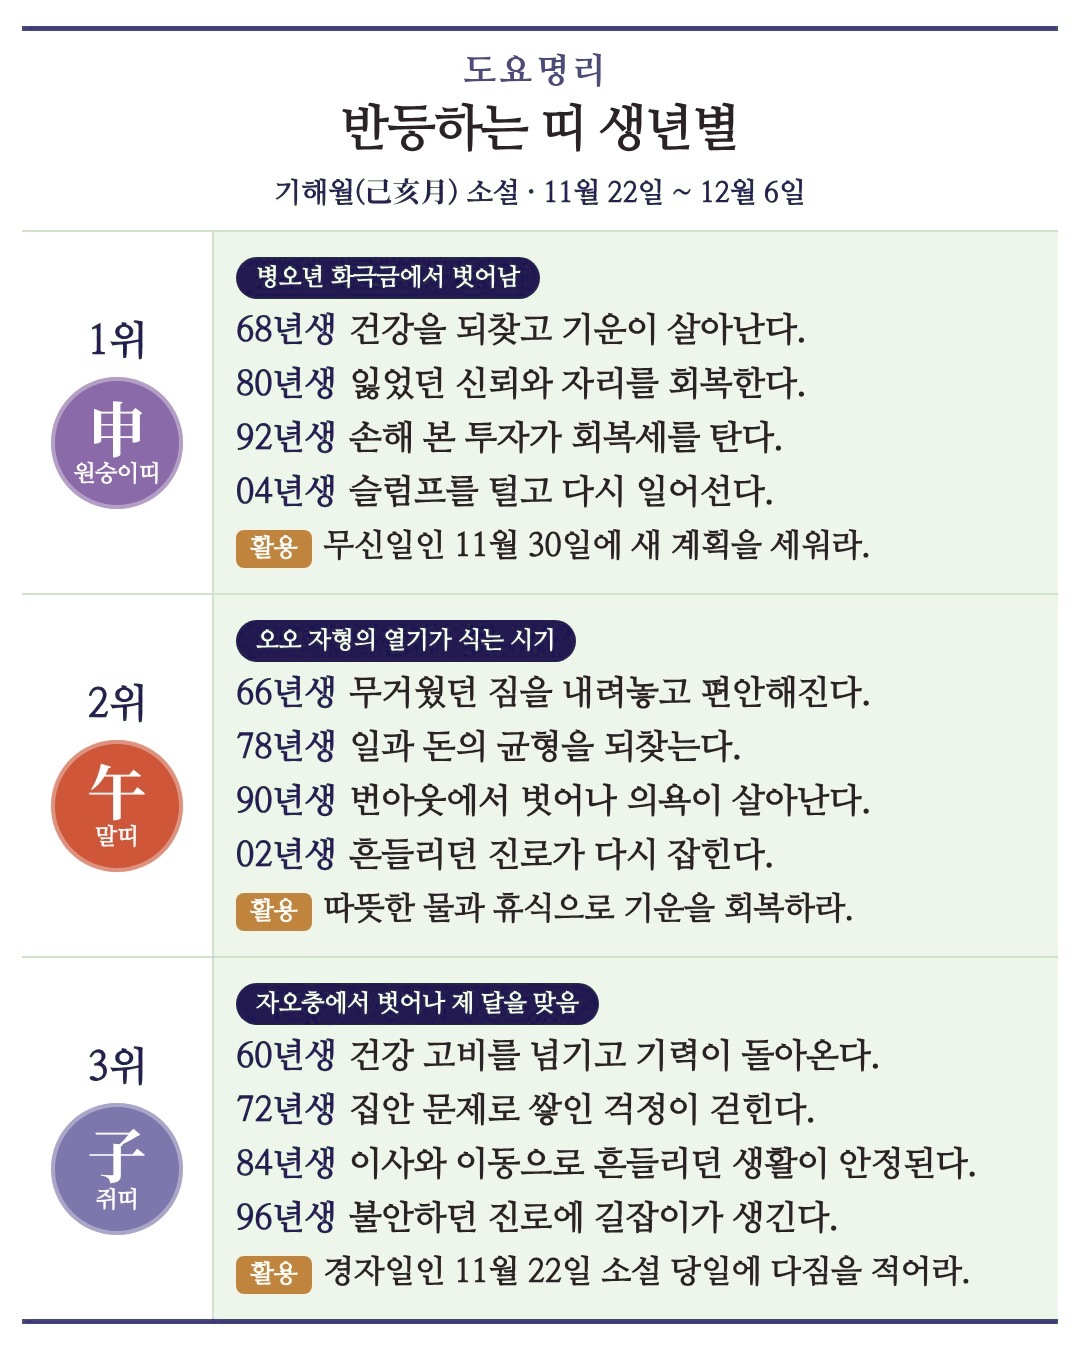 도요명리
반등하는 띠 생년별
기해월(己亥月) 소설 · 11월 22일 ~ 12월 6일
1위
申
원숭이띠
병오년 화극금에서 벗어남
68년생 건강을 되찾고 기운이 살아난다.
80년생 잃었던 신뢰와 자리를 회복한다.
92년생 손해 본 투자가 회복세를 탄다.
04년생 슬럼프를 털고 다시 일어선다.
활용 무신일인 11월 30일에 새 계획을 세워라.
2위
午
말띠
오오 자형의 열기가 식는 시기
66년생 무거웠던 짐을 내려놓고 편안해진다.
78년생 일과 돈의 균형을 되찾는다.
90년생 번아웃에서 벗어나 의욕이 살아난다.
02년생 흔들리던 진로가 다시 잡힌다.
활용 따뜻한 물과 휴식으로 기운을 회복하라.
3위
子
쥐띠
자오충에서 벗어나 제 달을 맞음
60년생 건강 고비를 넘기고 기력이 돌아온다.
72년생 집안 문제로 쌓인 걱정이 걷힌다.
84년생 이사와 이동으로 흔들리던 생활이 안정된다.
96년생 불안하던 진로에 길잡이가 생긴다.
활용 경자일인 11월 22일 소설 당일에 다짐을 적어라.